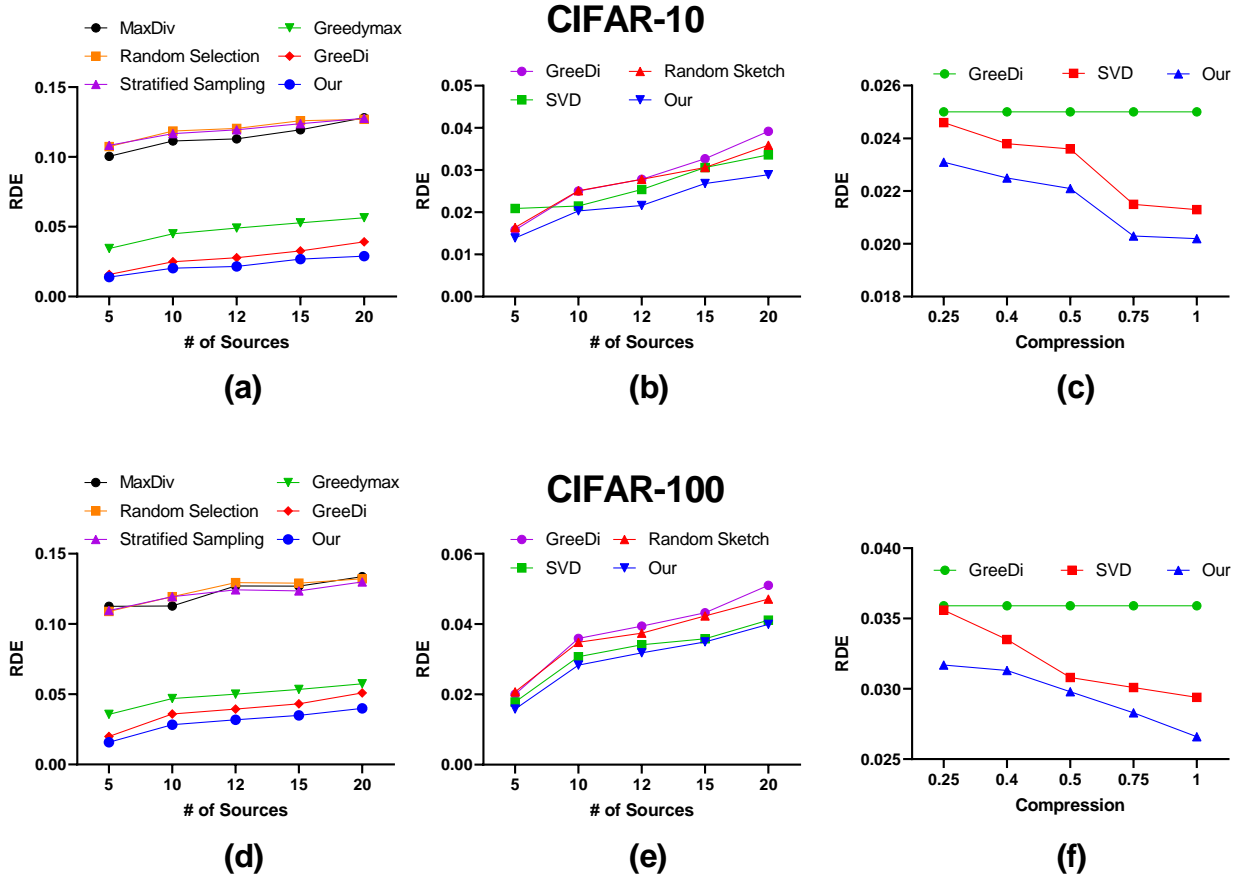 CIFAR-10
MaxDiv
Random Selection
Stratified Sampling
Greedymax
GreeDi
Our
RDE
0.15
0.10
0.05
0.00
5 10 12 15 20
# of Sources
(a)
GreeDi
SVD
Random Sketch
Our
RDE
0.05
0.04
0.03
0.02
0.01
0.00
5 10 12 15 20
# of Sources
(b)
GreeDi SVD Our
RDE
0.026
0.024
0.022
0.020
0.018
0.25 0.4 0.5 0.75 1
Compression
(c)
CIFAR-100
MaxDiv
Random Selection
Stratified Sampling
Greedymax
GreeDi
Our
RDE
0.15
0.10
0.05
0.00
5 10 12 15 20
# of Sources
(d)
GreeDi
SVD
Random Sketch
Our
RDE
0.06
0.04
0.02
0.00
5 10 12 15 20
# of Sources
(e)
GreeDi SVD Our
RDE
0.040
0.035
0.030
0.025
0.25 0.4 0.5 0.75 1
Compression
(f)